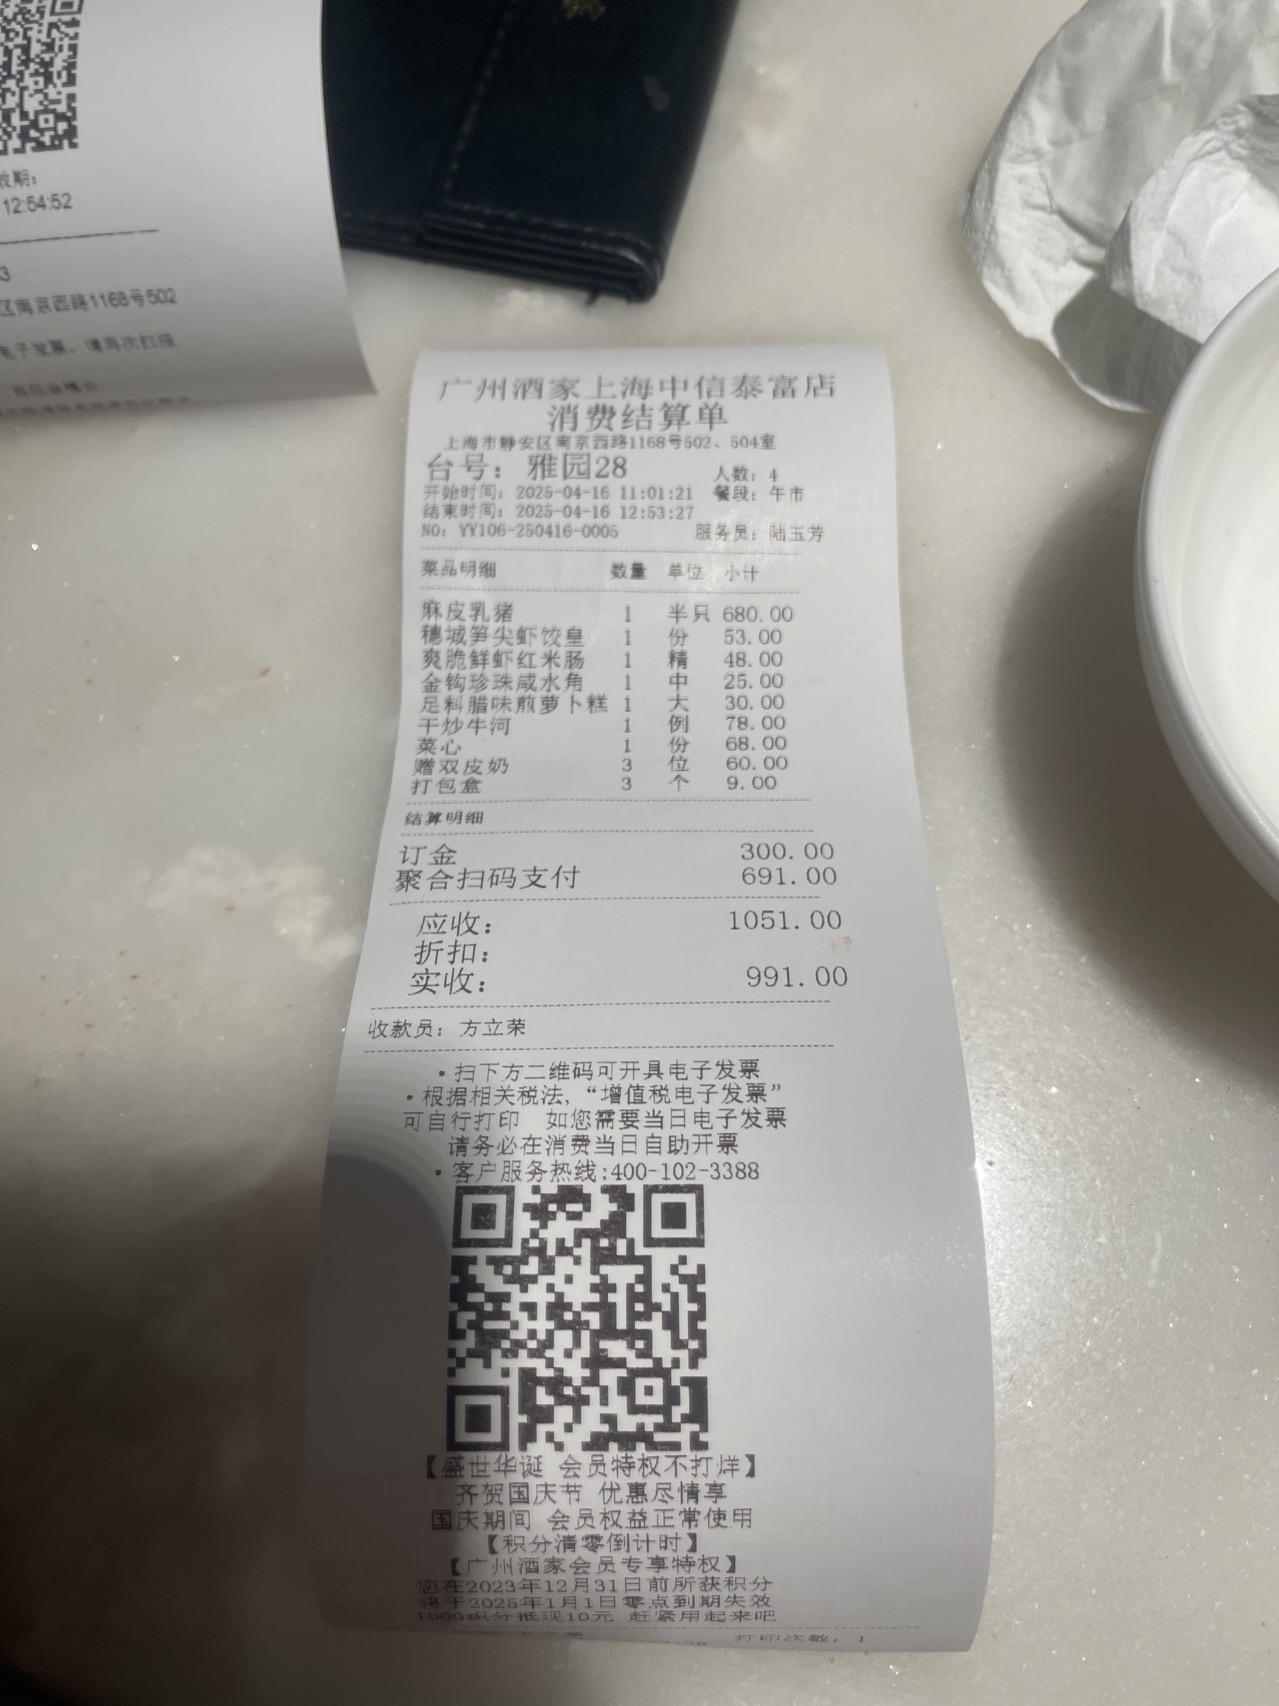 效期:
12:54:52
3
区南京西路1168号502
电子发票，请再次扫描
广州酒家上海中信泰富店
消费结算单
上海市静安区南京西路1168号502、504室
台号: 雅园28 人数: 4
开始时间: 2025-04-16 11:01:21 餐段: 午市
结束时间: 2025-04-16 12:53:27
NO: YY106-250416-0005 服务员: 陆玉芳
菜品明细 数量 单位 小计
麻皮乳猪 1 半只 680.00
穗城笋尖虾饺皇 1 份 53.00
爽脆鲜虾红米肠 1 精 48.00
金钩珍珠咸水角 1 中 25.00
足料腊味煎萝卜糕 1 大 30.00
干炒牛河 1 例 78.00
菜心 1 份 68.00
赠双皮奶 3 位 60.00
打包盒 3 个 9.00
结算明细
订金 300.00
聚合扫码支付 691.00
应收: 1051.00
折扣:
实收: 991.00
收款员: 方立荣
·扫下方二维码可开具电子发票
·根据相关税法,“增值税电子发票”
可自行打印 如您需要当日电子发票
请务必在消费当日自助开票
·客户服务热线:400-102-3388
【盛世华诞 会员特权不打烊】
齐贺国庆节 优惠尽情享
国庆期间 会员权益正常使用
【积分清零倒计时】
【广州酒家会员专享特权】
您在2023年12月31日前所获积分
将于2025年1月1日零点到期失效
1000积分抵现10元 赶紧用起来吧
打印次数: 1